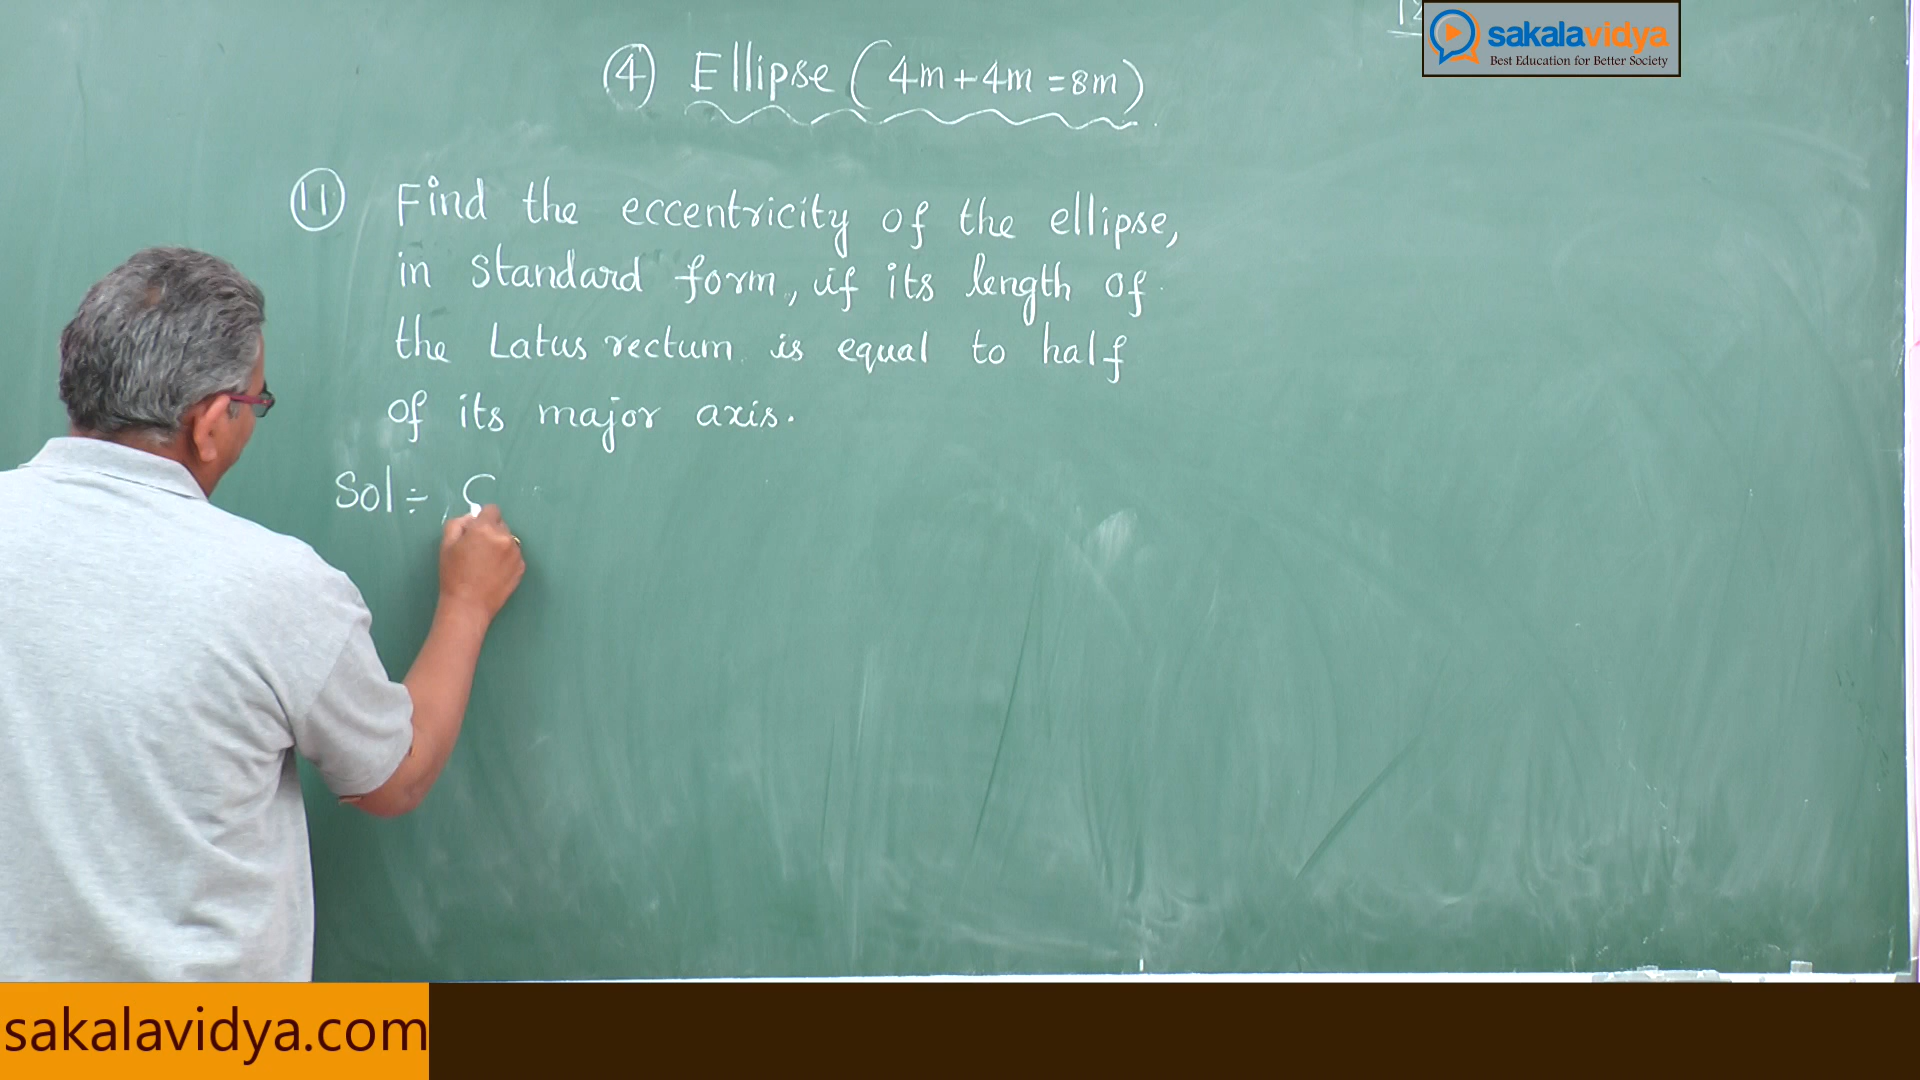 12
sakalavidya
Best Education for Better Society
(4) Ellipse (4m+4m=8m)
(11) Find the eccentricity of the ellipse,
in standard form, if its length of
the Latus rectum is equal to half
of its major axis.
Sol ÷
sakalavidya.com